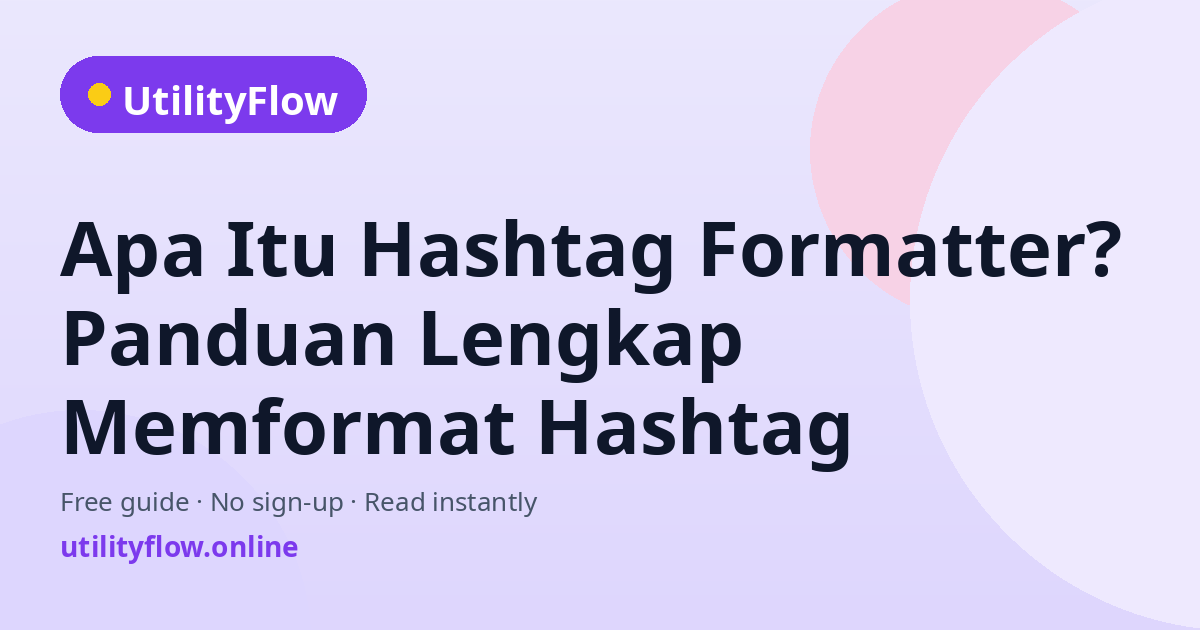 UtilityFlow
Apa Itu Hashtag Formatter?
Panduan Lengkap
Memformat Hashtag
Free guide · No sign-up · Read instantly
utilityflow.online